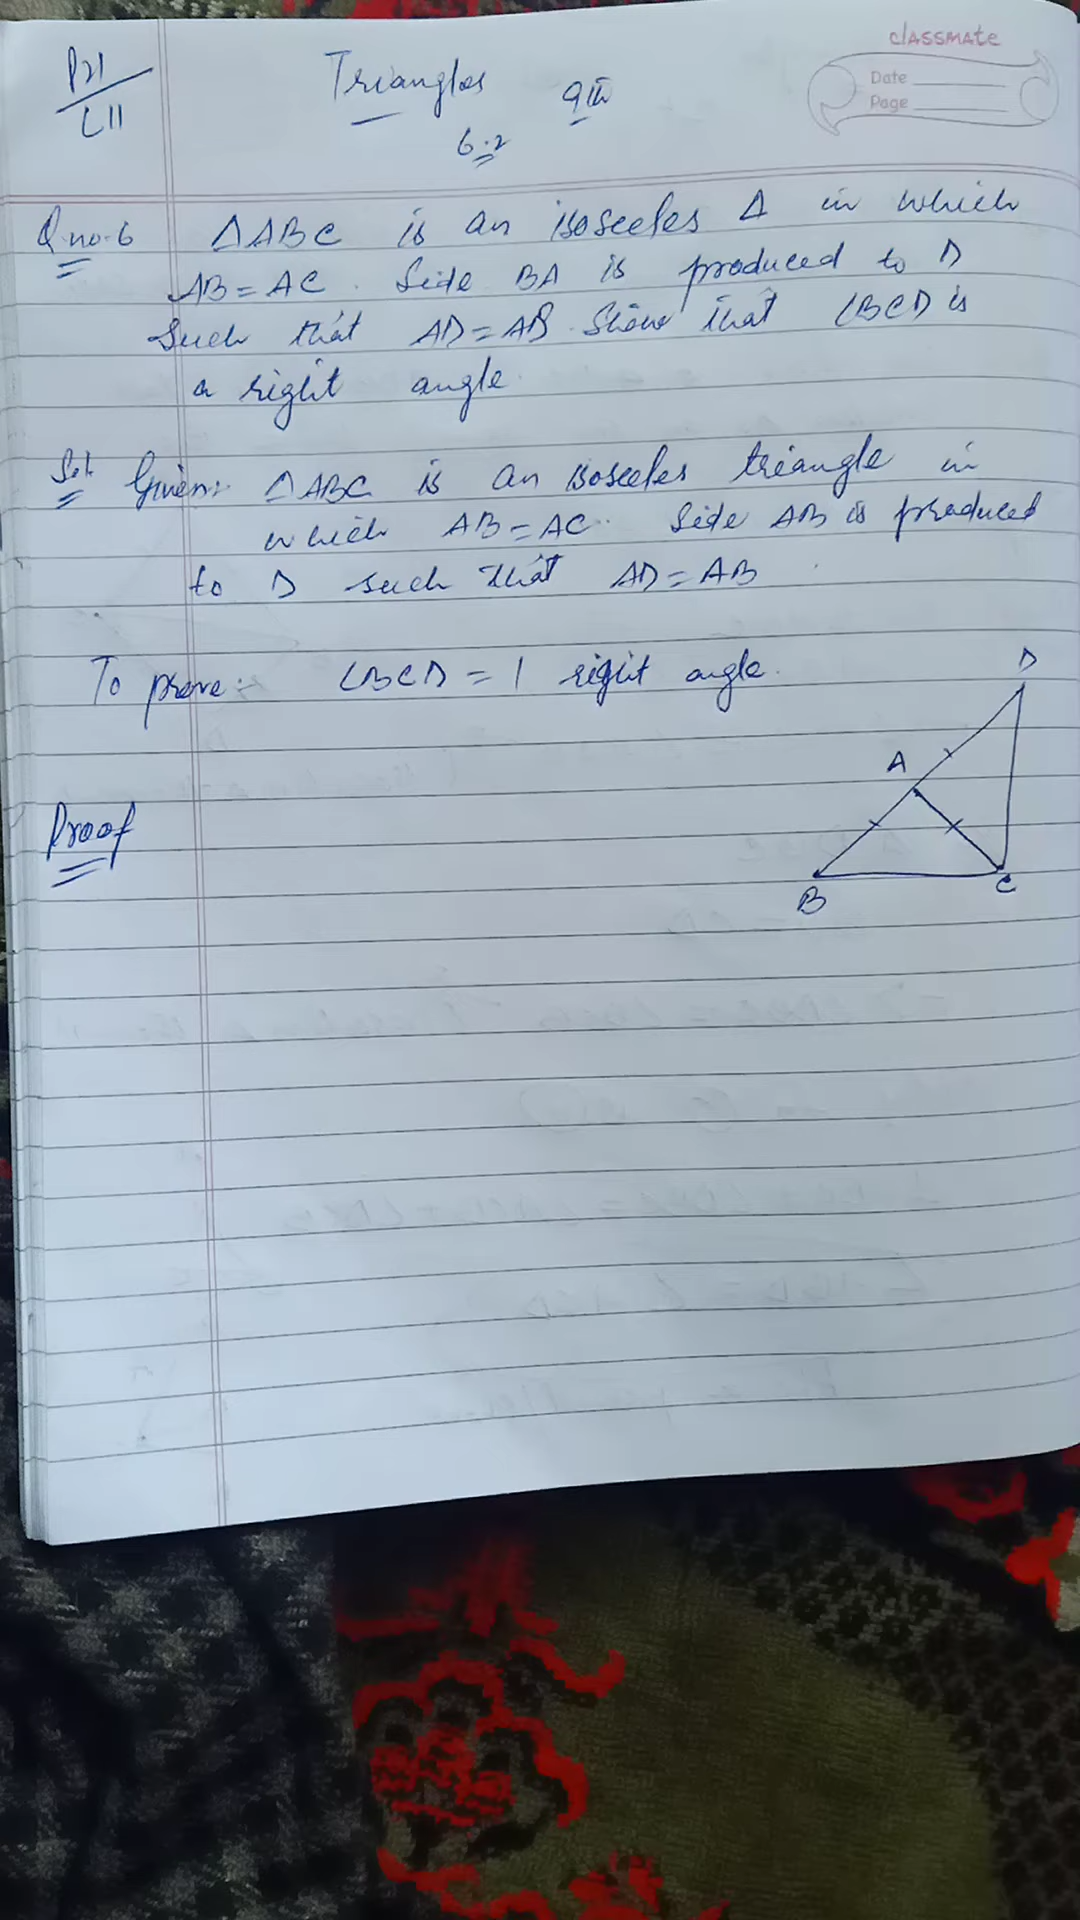 classmate
Date
Page
P21
L11
Triangles 9th
6.2
Q.no.6 △ABC is an isosceles △ in which
AB = AC. Side BA is produced to D
such that AD = AB. Show that ∠BCD is
a right angle.
Sol. Given:- △ABC is an isosceles triangle in
which AB = AC. Side AB is produced
to D such that AD = AB
To prove:- ∠BCD = 1 right angle.
D
A
Proof
B
C